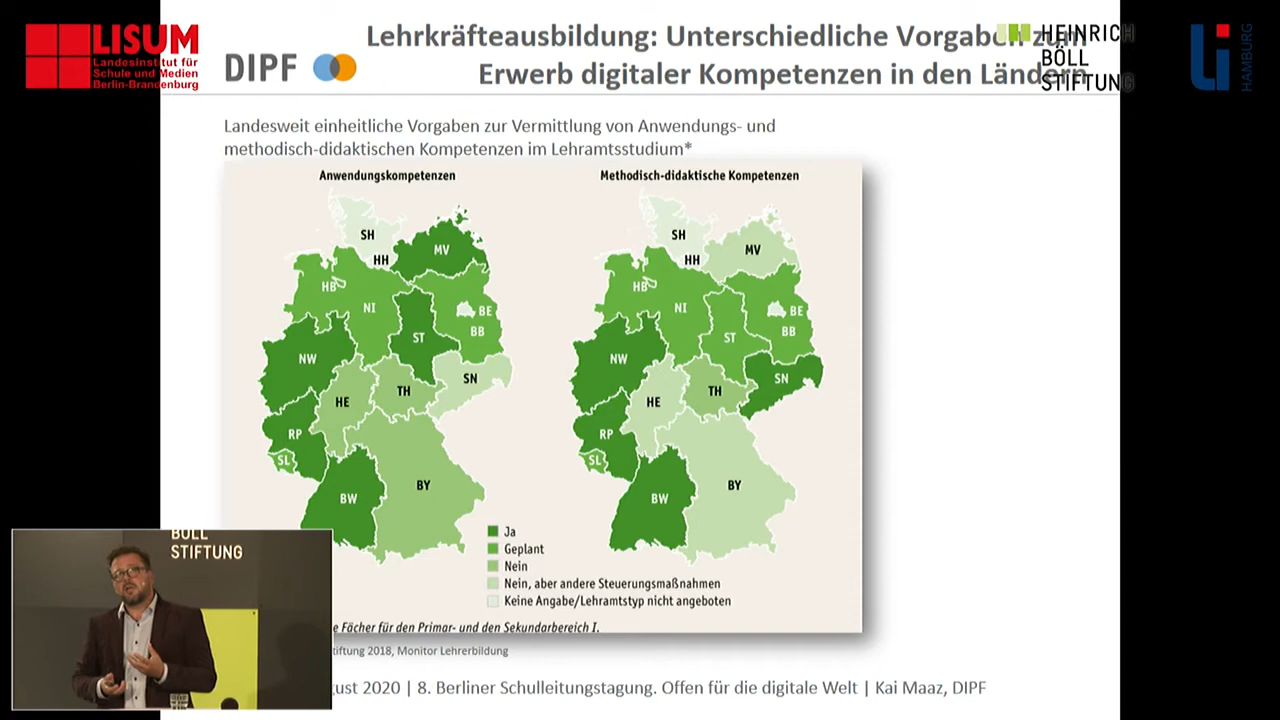 LISUM
Landesinstitut für
Schule und Medien
Berlin-Brandenburg
DIPF
Lehrkräfteausbildung: Unterschiedliche Vorgaben zum
Erwerb digitaler Kompetenzen in den Ländern
HEINRICH
BÖLL
STIFTUNG
Li
HAMBURG
Landesweit einheitliche Vorgaben zur Vermittlung von Anwendungs- und
methodisch-didaktischen Kompetenzen im Lehramtsstudium*
Anwendungskompetenzen
SH
HH
MV
HB
NI
BE
BB
ST
NW
SN
TH
HE
RP
SL
BY
BW
Methodisch-didaktische Kompetenzen
SH
HH
MV
HB
NI
BE
BB
ST
NW
SN
TH
HE
RP
SL
BY
BW
Ja
Geplant
Nein
Nein, aber andere Steuerungsmaßnahmen
Keine Angabe/Lehramtstyp nicht angeboten
e Fächer für den Primar- und den Sekundarbereich I.
tiftung 2018, Monitor Lehrerbildung
gust 2020 | 8. Berliner Schulleitungstagung. Offen für die digitale Welt | Kai Maaz, DIPF
BÖLL
STIFTUNG